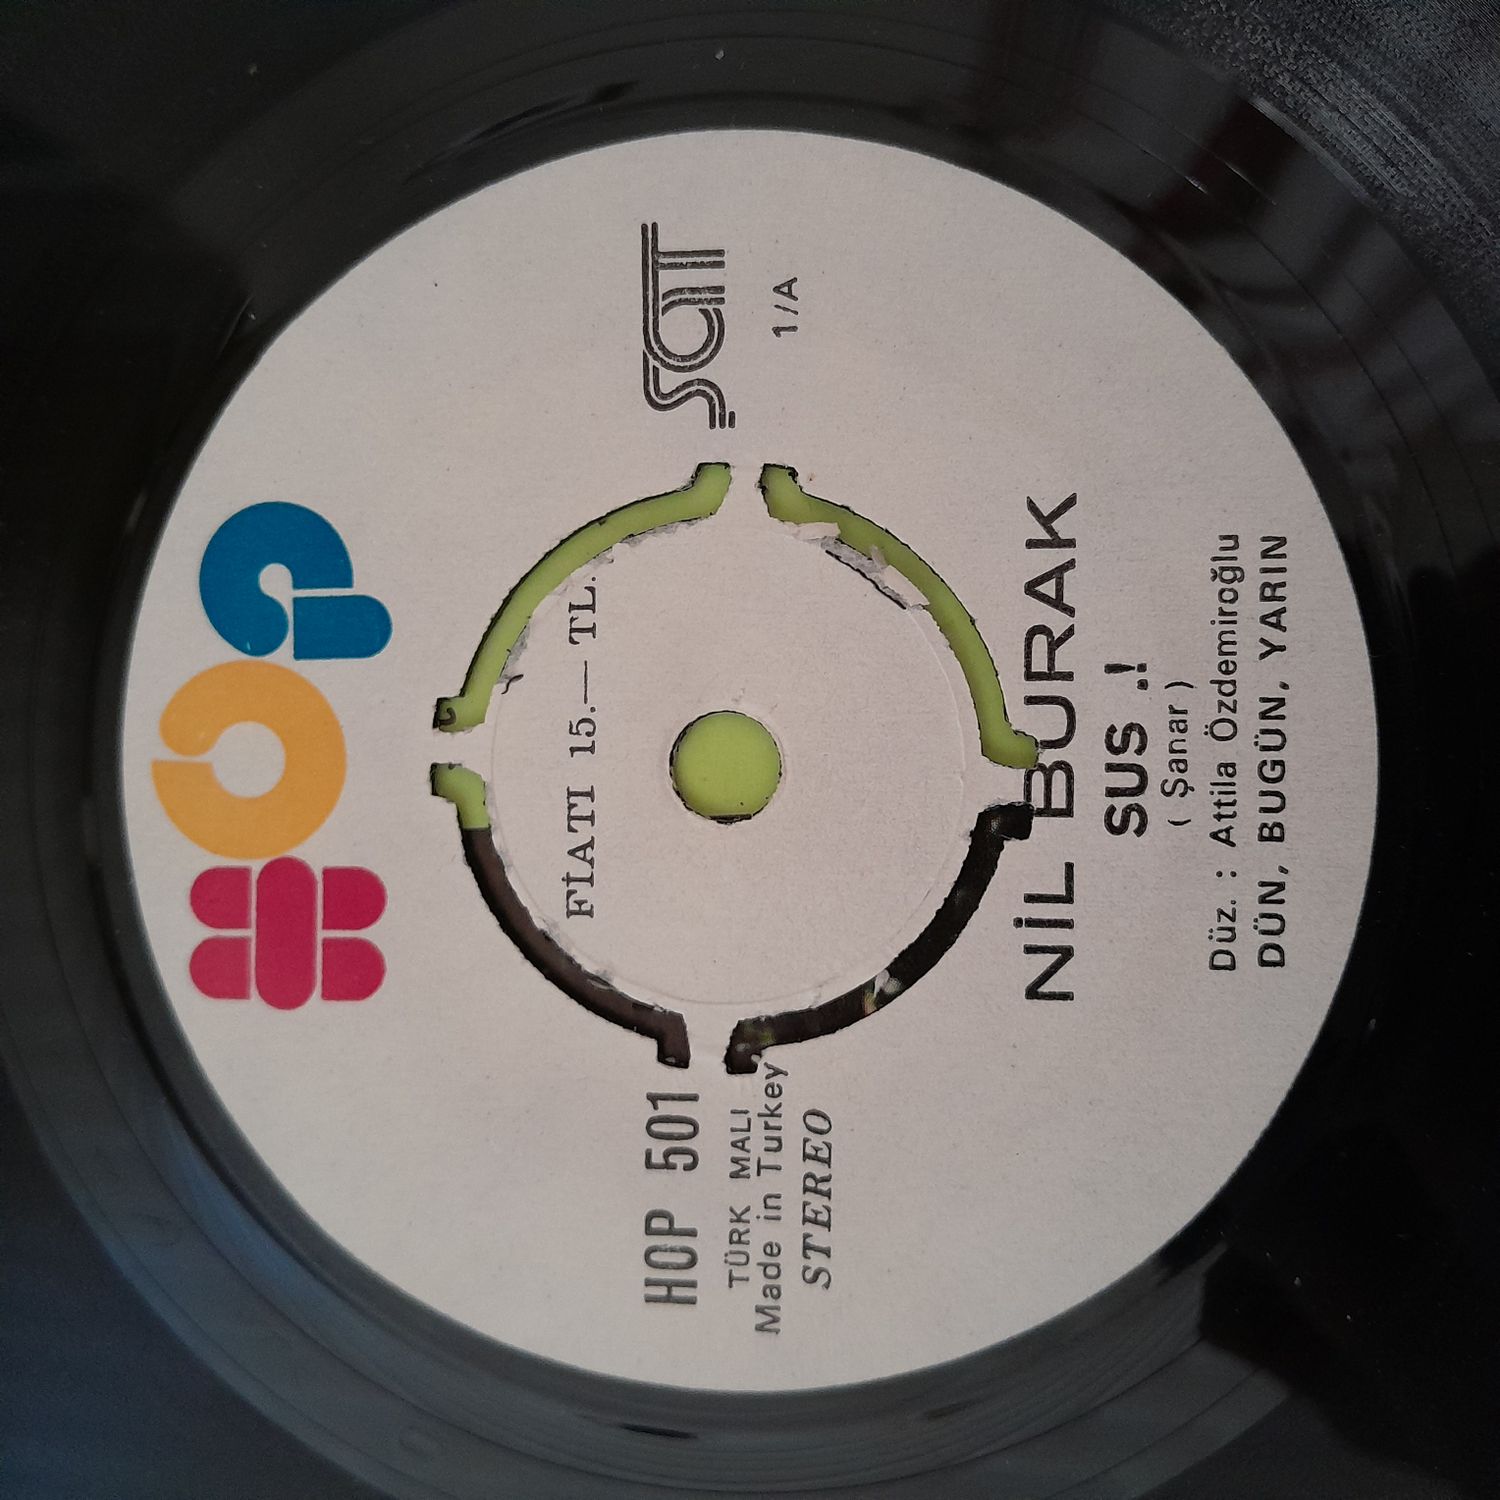 HOP
FİATI 15.— TL.
HOP 501
TÜRK MALI
Made in Turkey
STEREO
SAT
1/A
NİL BURAK
SUS .!
( Şanar )
Düz. : Attila Özdemiroğlu
DÜN, BUGÜN, YARIN